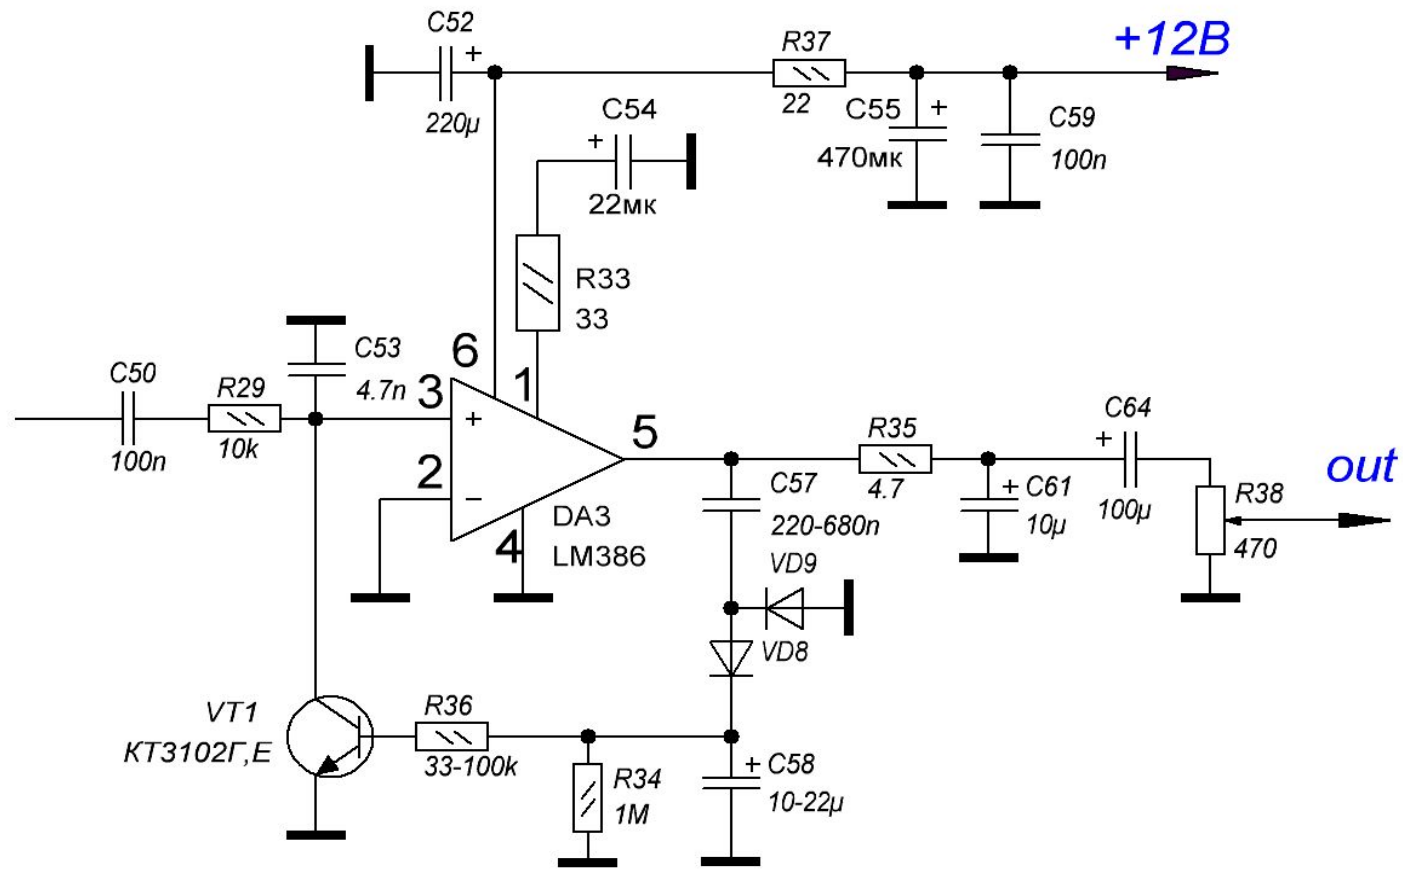 C52
+
220µ
R37
22
+12В
C55
+
470мк
C59
100n
C54
+
22мк
R33
33
C53
4.7n
6
1
3
+
C50
100n
R29
10k
2
−
5
DA3
LM386
4
R35
4.7
C57
220-680n
+
C61
10µ
C64
+
100µ
R38
470
out
VD9
VD8
VT1
КТ3102Г,Е
R36
33-100k
R34
1M
+
C58
10-22µ